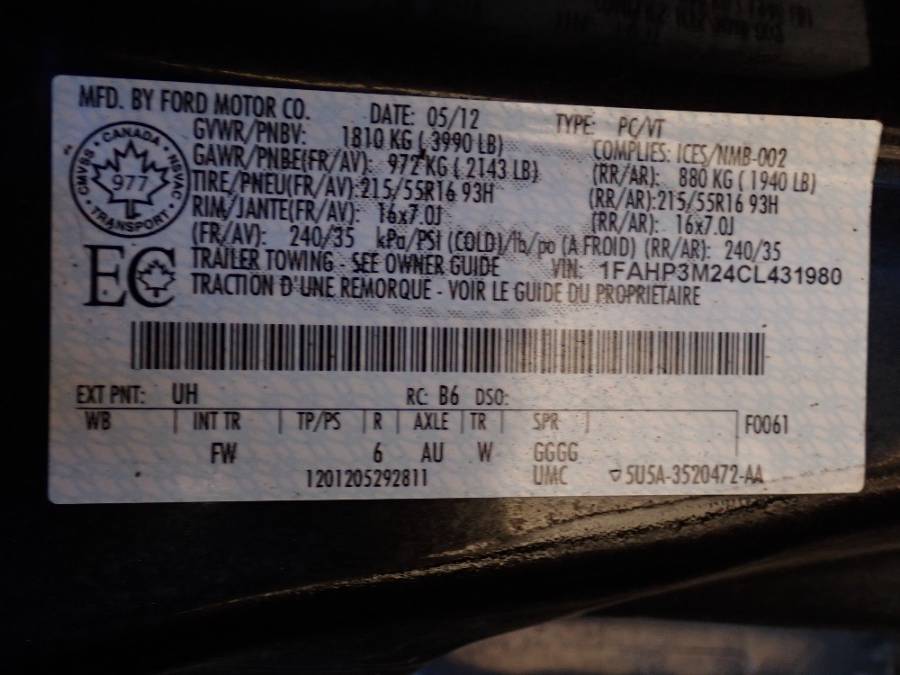 MFD. BY FORD MOTOR CO. DATE: 05/12 TYPE: PC/VT
GVWR/PNBV: 1810 KG ( 3990 LB) COMPLIES: ICES/NMB-002
GAWR/PNBE(FR/AV): 972 KG ( 2143 LB) (RR/AR): 880 KG ( 1940 LB)
TIRE/PNEU(FR/AV):215/55R16 93H (RR/AR):215/55R16 93H
RIM/JANTE(FR/AV): 16x7.0J (RR/AR): 16x7.0J
(FR/AV): 240/35 kPa/PSI (COLD)/lb/po (A FROID) (RR/AR): 240/35
TRAILER TOWING - SEE OWNER GUIDE VIN: 1FAHP3M24CL431980
TRACTION D'UNE REMORQUE - VOIR LE GUIDE DU PROPRIETAIRE
CANADA
CMVSS NSVAC
977
TRANSPORT
EC
EXT PNT: UH RC: B6 DSO:
WB INT TR TP/PS R AXLE TR SPR F0061
FW 6 AU W GGGG
1201205292811 UMC ▽5U5A-3520472-AA